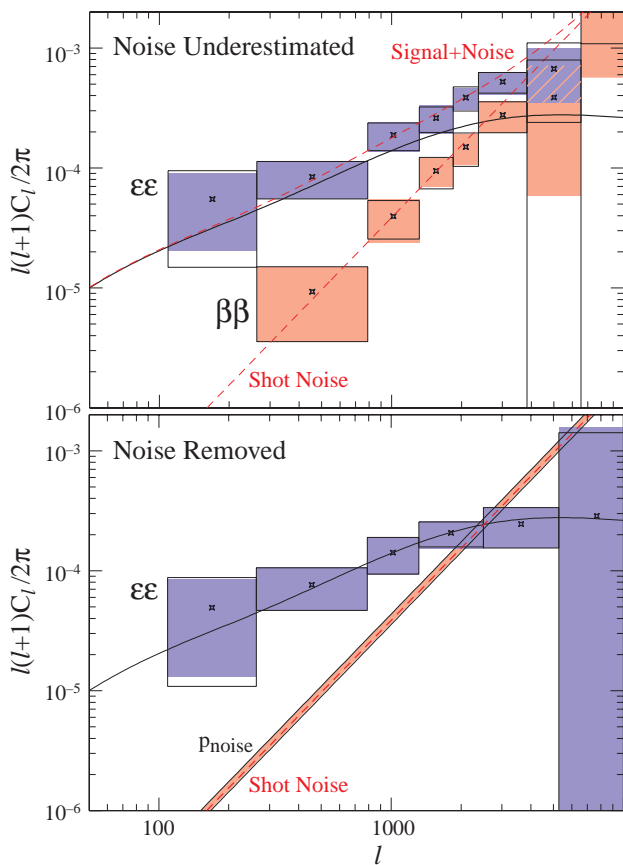 Noise Underestimated
Signal+Noise
εε
ββ
Shot Noise
l(l+1)C_l/2π
10⁻³
10⁻⁴
10⁻⁵
10⁻⁶
Noise Removed
εε
p_noise
Shot Noise
l(l+1)C_l/2π
10⁻³
10⁻⁴
10⁻⁵
10⁻⁶
100
1000
l